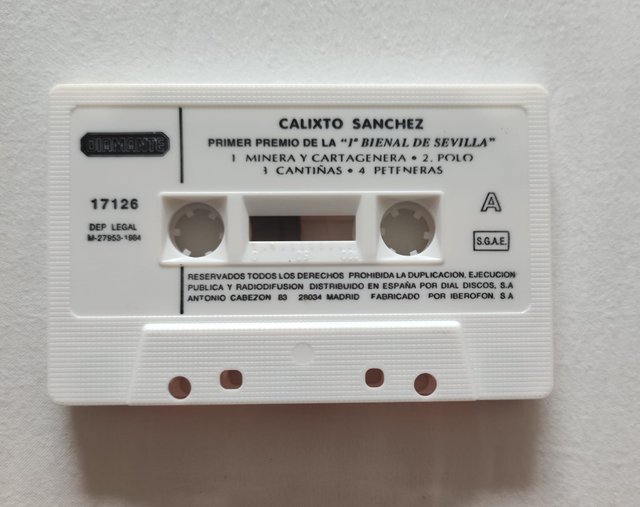 DIAMANTE
17126
DEP LEGAL
M-27953-1984
CALIXTO SANCHEZ
PRIMER PREMIO DE LA "1ª BIENAL DE SEVILLA"
1 MINERA Y CARTAGENERA • 2. POLO
3 CANTIÑAS • 4 PETENERAS
A
S.G.A.E.
RESERVADOS TODOS LOS DERECHOS PROHIBIDA LA DUPLICACION, EJECUCION
PUBLICA Y RADIODIFUSION DISTRIBUIDO EN ESPAÑA POR DIAL DISCOS, S.A
ANTONIO CABEZON 83 28034 MADRID FABRICADO POR IBEROFON, S.A